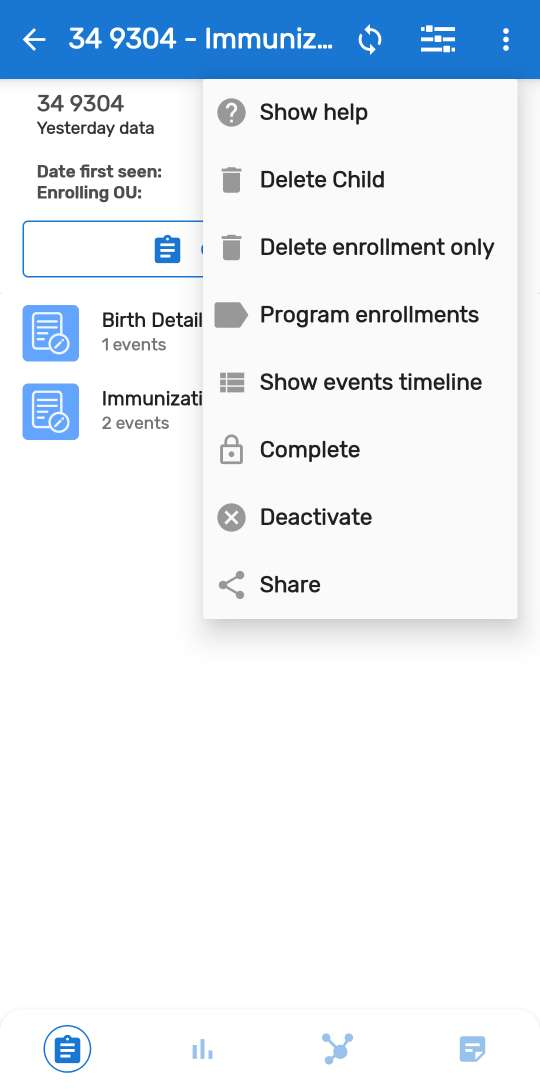 34 9304 - Immuniz...
34 9304
Yesterday data
Date first seen:
Enrolling OU:
Birth Detail
1 events
Immunizati
2 events
Show help
Delete Child
Delete enrollment only
Program enrollments
Show events timeline
Complete
Deactivate
Share